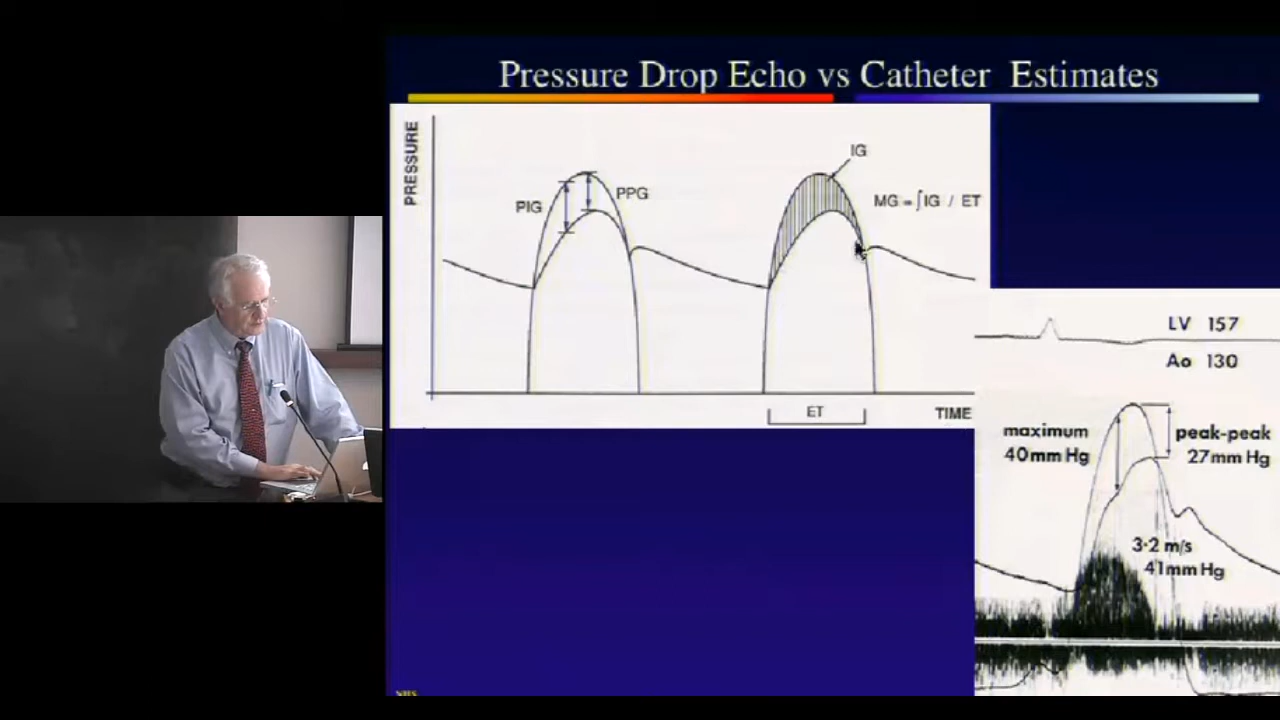 Pressure Drop Echo vs Catheter Estimates
PRESSURE
PIG
PPG
IG
MG = ∫IG / ET
ET
TIME
LV 157
Ao 130
maximum
40mm Hg
peak-peak
27mm Hg
3·2 m/s
41mm Hg